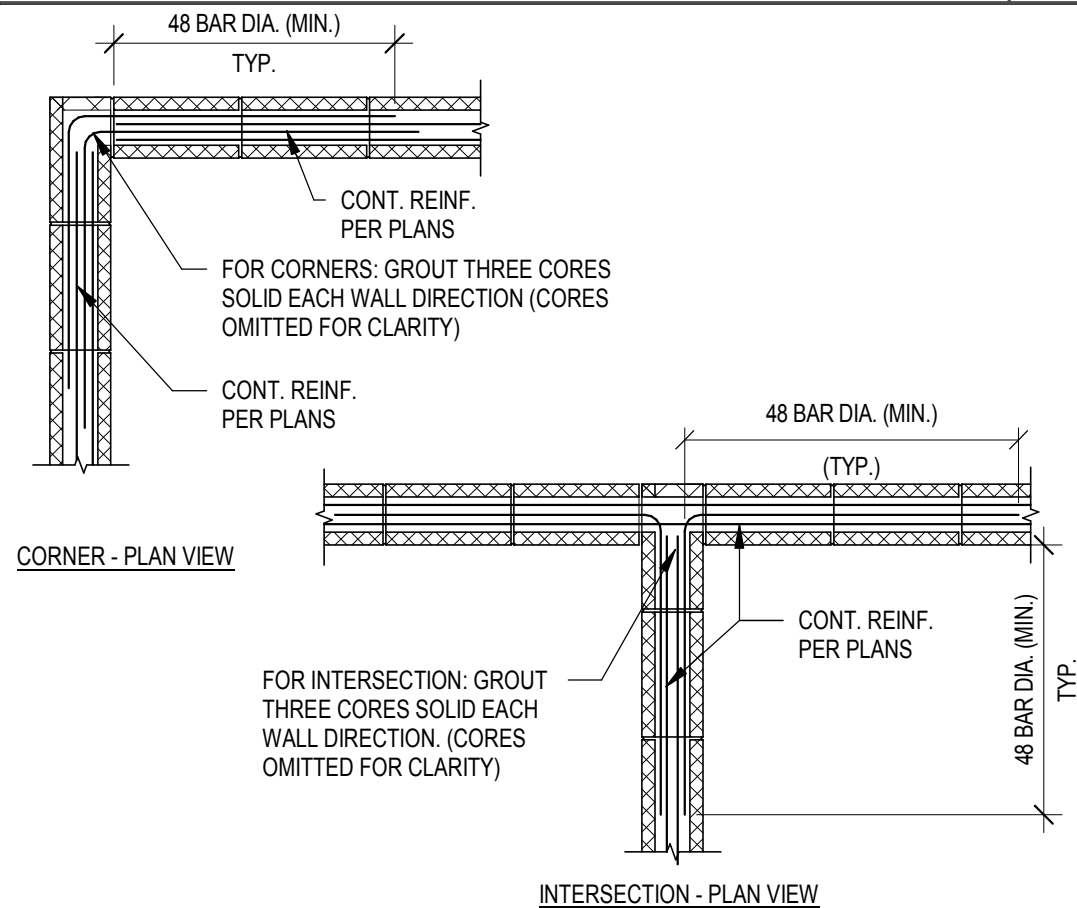 48 BAR DIA. (MIN.)
TYP.
CONT. REINF.
PER PLANS
FOR CORNERS: GROUT THREE CORES
SOLID EACH WALL DIRECTION (CORES
OMITTED FOR CLARITY)
CONT. REINF.
PER PLANS
CORNER - PLAN VIEW
48 BAR DIA. (MIN.)
(TYP.)
CONT. REINF.
PER PLANS
48 BAR DIA. (MIN.)
TYP.
FOR INTERSECTION: GROUT
THREE CORES SOLID EACH
WALL DIRECTION. (CORES
OMITTED FOR CLARITY)
INTERSECTION - PLAN VIEW